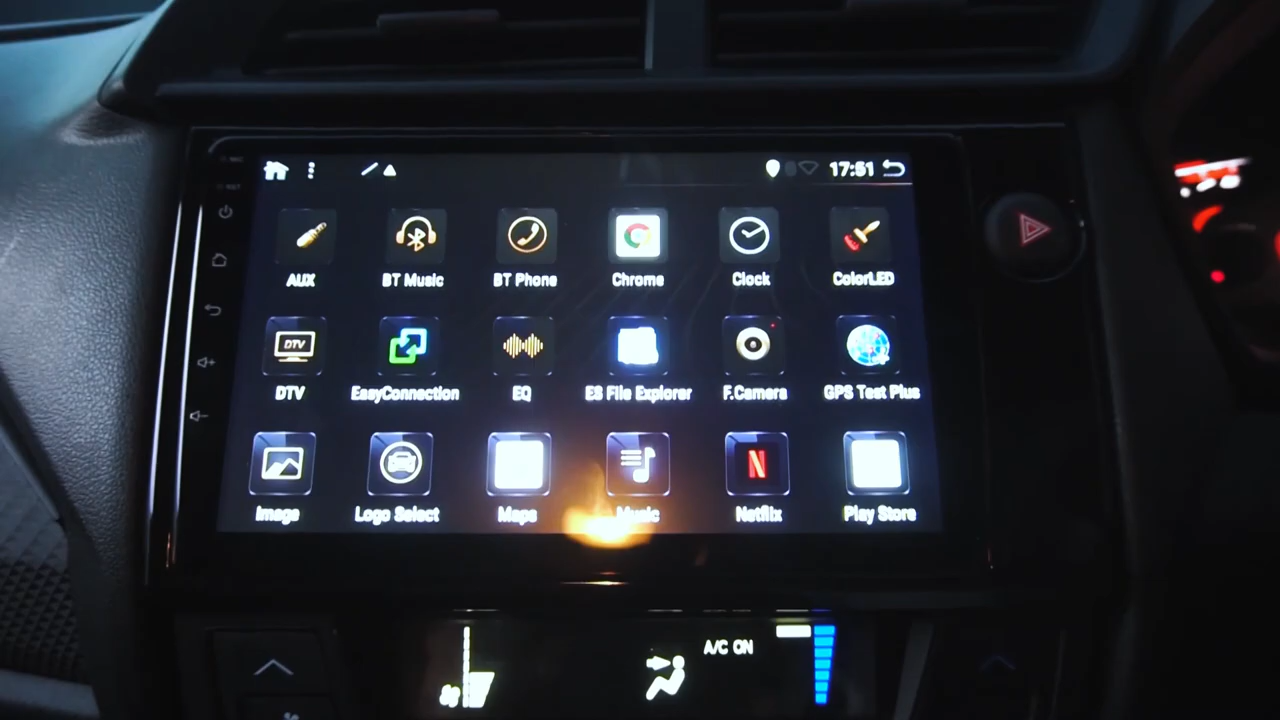 17:51
AUX BT Music BT Phone Chrome Clock ColorLED
DTV
DTV EasyConnection EQ ES File Explorer F.Camera GPS Test Plus
N
Image Logo Select Maps Music Netflix Play Store
A/C ON